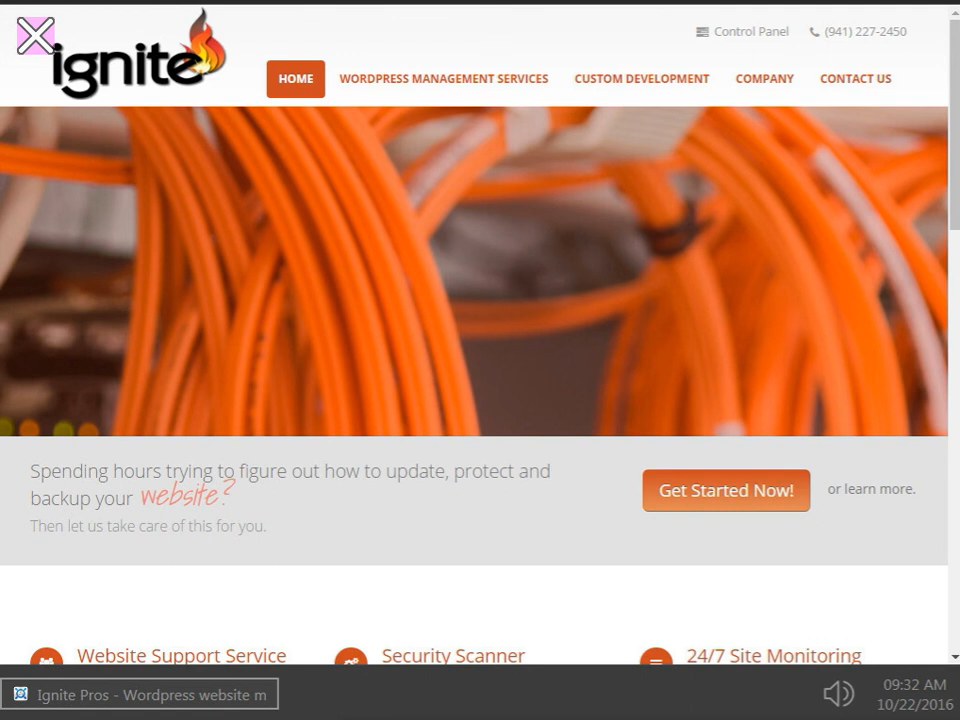 ignite
Control Panel
(941) 227-2450
HOME
WORDPRESS MANAGEMENT SERVICES
CUSTOM DEVELOPMENT
COMPANY
CONTACT US
Spending hours trying to figure out how to update, protect and
backup your website?
Then let us take care of this for you.
Get Started Now!
or learn more.
Website Support Service
Security Scanner
24/7 Site Monitoring
Ignite Pros - Wordpress website m
09:32 AM
10/22/2016